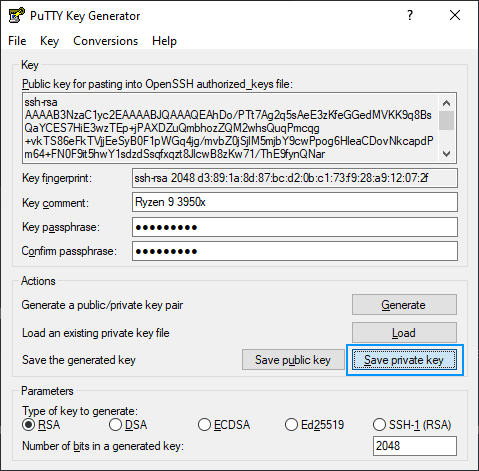 PuTTY Key Generator
File Key Conversions Help
Key
Public key for pasting into OpenSSH authorized_keys file:
ssh-rsa
AAAAB3NzaC1yc2EAAAABJQAAAQEAhDo/PTt7Ag2q5sAeE3zKfeGGedMVKK9q8Bs
QaYCES7HiE3wzTEp+jPAXDZuQmbhozZQM2whsQuqPmcqg
+vkTS86eFkTVjjEeSyB0F1pWGq4jg/mvbZ0jSjlM5mjbY9cwPpog6HleaCDovNkcapdP
m64+FN0F9it5hwY1sdzdSsqfxqzt8JlcwB8zKw71/ThE9fynQNar
Key fingerprint: ssh-rsa 2048 d3:89:1a:8d:87:bc:d2:0b:c1:73:f9:28:a9:12:07:2f
Key comment: Ryzen 9 3950x
Key passphrase: ●●●●●●●●●
Confirm passphrase: ●●●●●●●●●
Actions
Generate a public/private key pair Generate
Load an existing private key file Load
Save the generated key Save public key Save private key
Parameters
Type of key to generate:
RSA DSA ECDSA Ed25519 SSH-1 (RSA)
Number of bits in a generated key: 2048